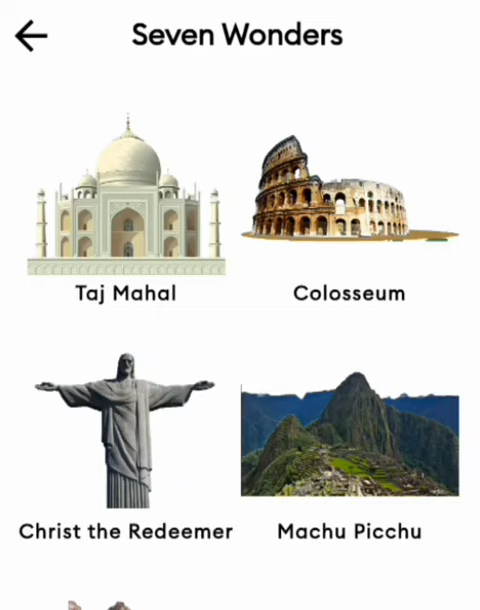 Seven Wonders
Taj Mahal
Colosseum
Christ the Redeemer
Machu Picchu